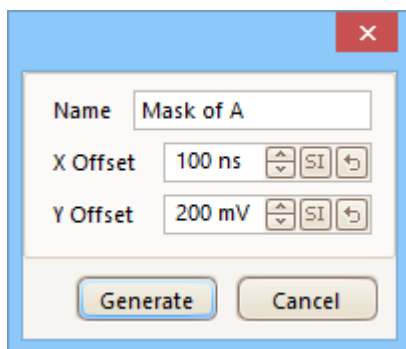 Name Mask of A
X Offset 100 ns SI
Y Offset 200 mV SI
Generate Cancel